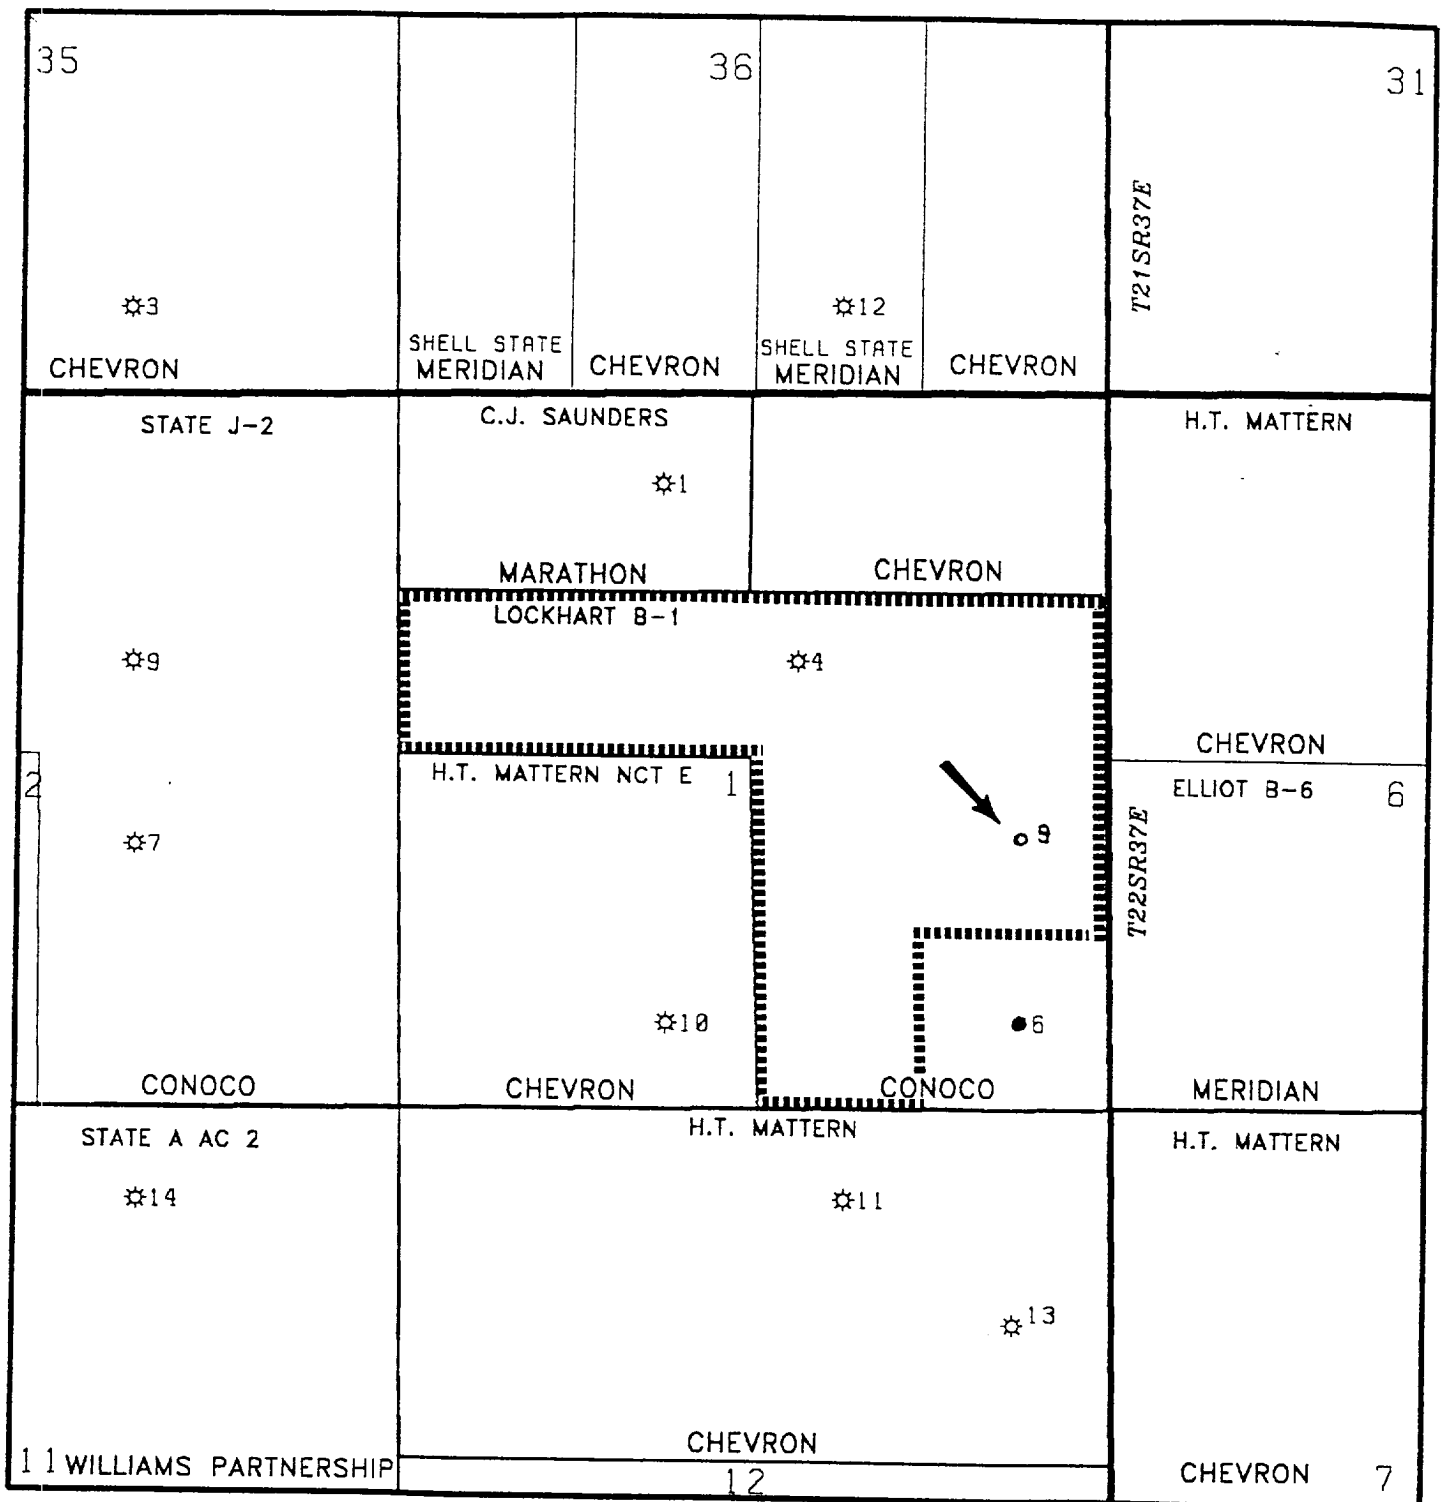 35
36
31
T21SR37E
3
12
SHELL STATE
MERIDIAN
CHEVRON
SHELL STATE
MERIDIAN
CHEVRON
CHEVRON
STATE J-2
C.J. SAUNDERS
H.T. MATTERN
1
MARATHON
CHEVRON
LOCKHART B-1
9
4
CHEVRON
H.T. MATTERN NCT E
1
2
ELLIOT B-6
6
7
9
T22SR37E
10
6
CONOCO
CHEVRON
CONOCO
MERIDIAN
STATE A AC 2
H.T. MATTERN
H.T. MATTERN
14
11
13
CHEVRON
11 WILLIAMS PARTNERSHIP
12
CHEVRON
7